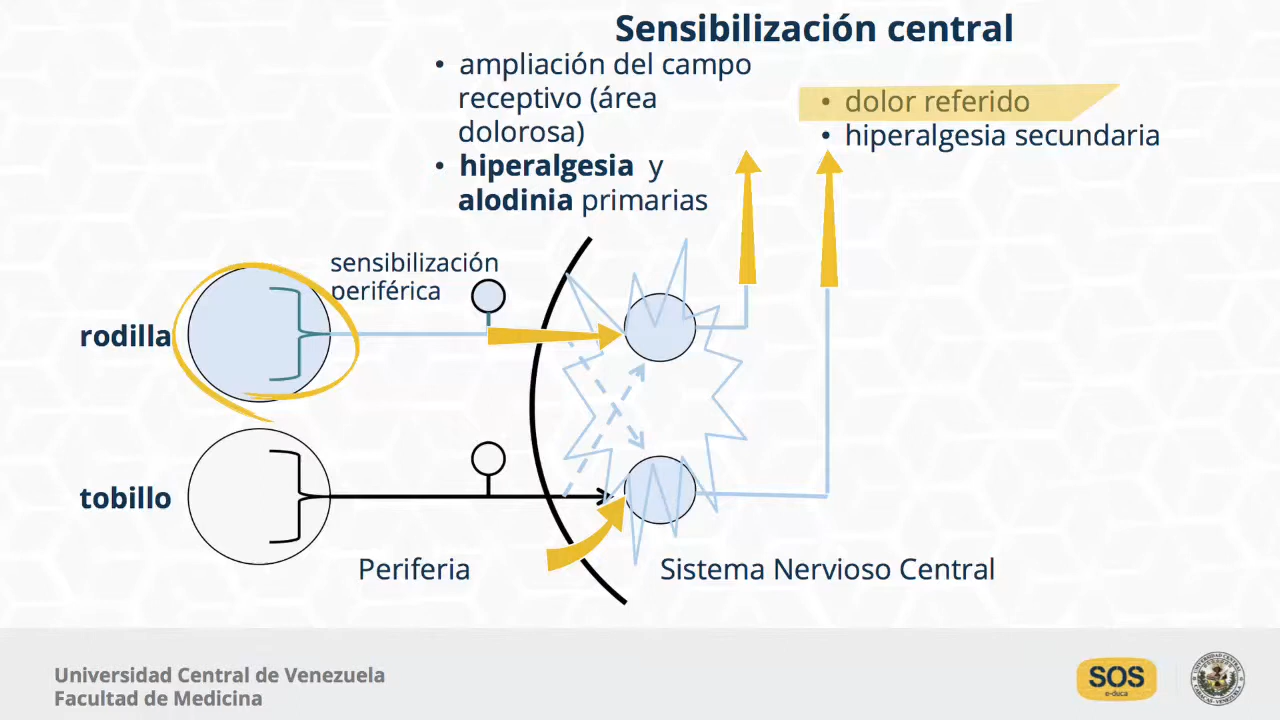 Sensibilización central
• ampliación del campo
receptivo (área
dolorosa)
• hiperalgesia y
alodinia primarias
• dolor referido
• hiperalgesia secundaria
sensibilización
periférica
rodilla
tobillo
Periferia
Sistema Nervioso Central
Universidad Central de Venezuela
Facultad de Medicina
SOS
e-duca